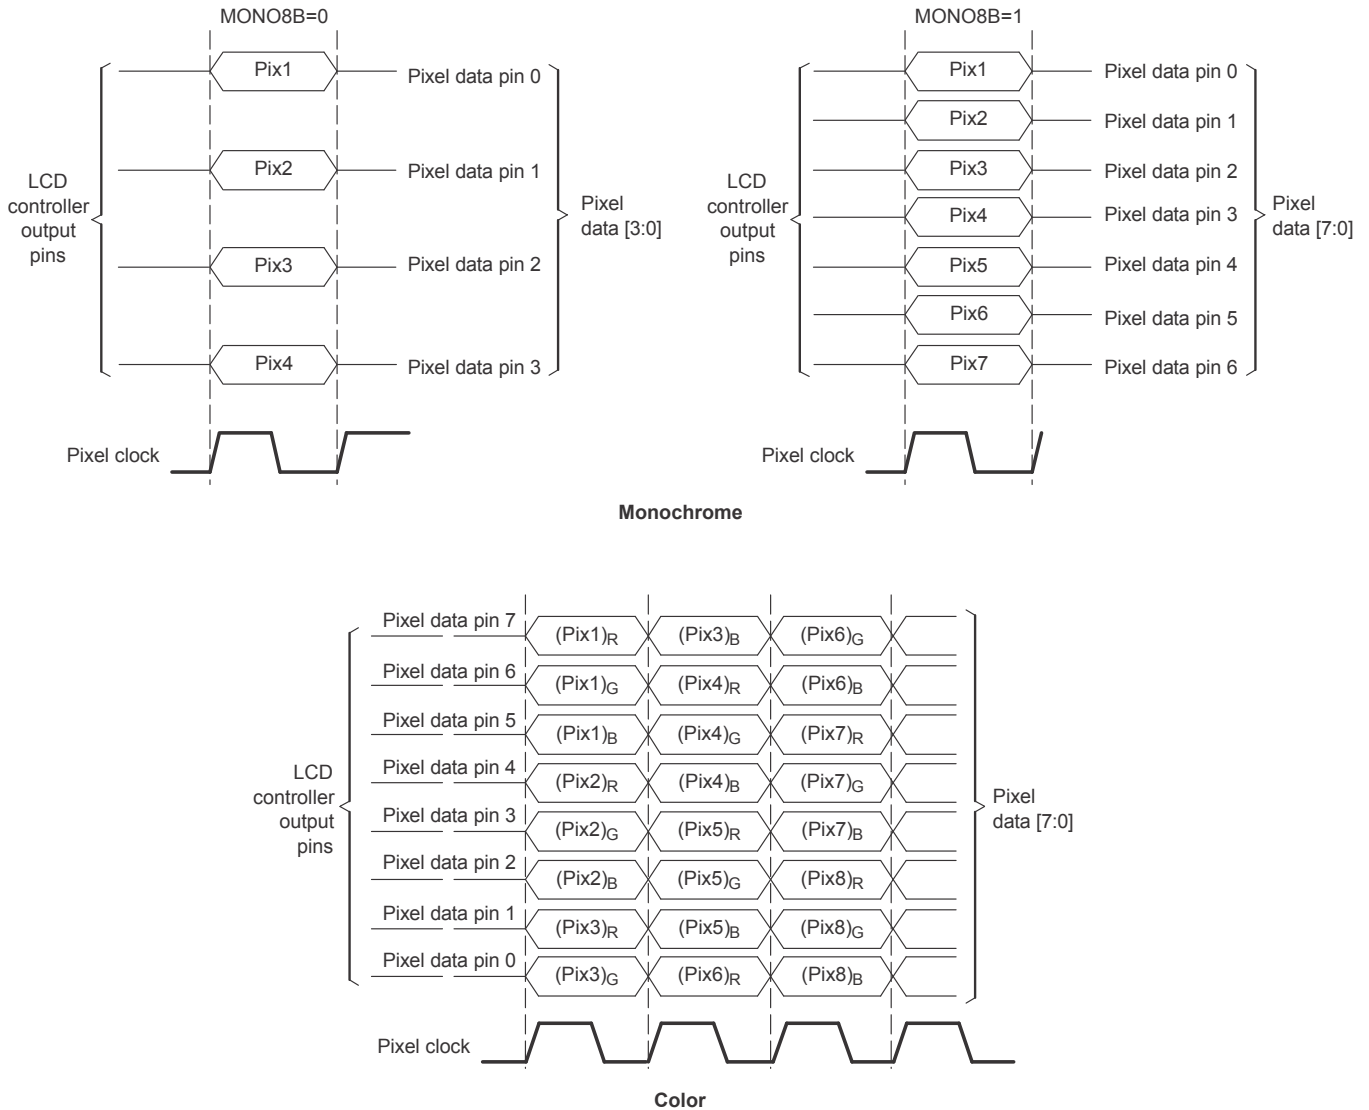 MONO8B=0
Pix1
Pixel data pin 0
Pix2
Pixel data pin 1
LCD
controller
output
pins
Pixel
data [3:0]
Pix3
Pixel data pin 2
Pix4
Pixel data pin 3
Pixel clock
MONO8B=1
Pix1
Pixel data pin 0
Pix2
Pixel data pin 1
Pix3
Pixel data pin 2
LCD
controller
output
pins
Pix4
Pixel data pin 3
Pixel
data [7:0]
Pix5
Pixel data pin 4
Pix6
Pixel data pin 5
Pix7
Pixel data pin 6
Pixel clock
Monochrome
Pixel data pin 7
(Pix1)R (Pix3)B (Pix6)G
Pixel data pin 6
(Pix1)G (Pix4)R (Pix6)B
Pixel data pin 5
(Pix1)B (Pix4)G (Pix7)R
Pixel data pin 4
(Pix2)R (Pix4)B (Pix7)G
LCD
controller
output
pins
Pixel
data [7:0]
Pixel data pin 3
(Pix2)G (Pix5)R (Pix7)B
Pixel data pin 2
(Pix2)B (Pix5)G (Pix8)R
Pixel data pin 1
(Pix3)R (Pix5)B (Pix8)G
Pixel data pin 0
(Pix3)G (Pix6)R (Pix8)B
Pixel clock
Color